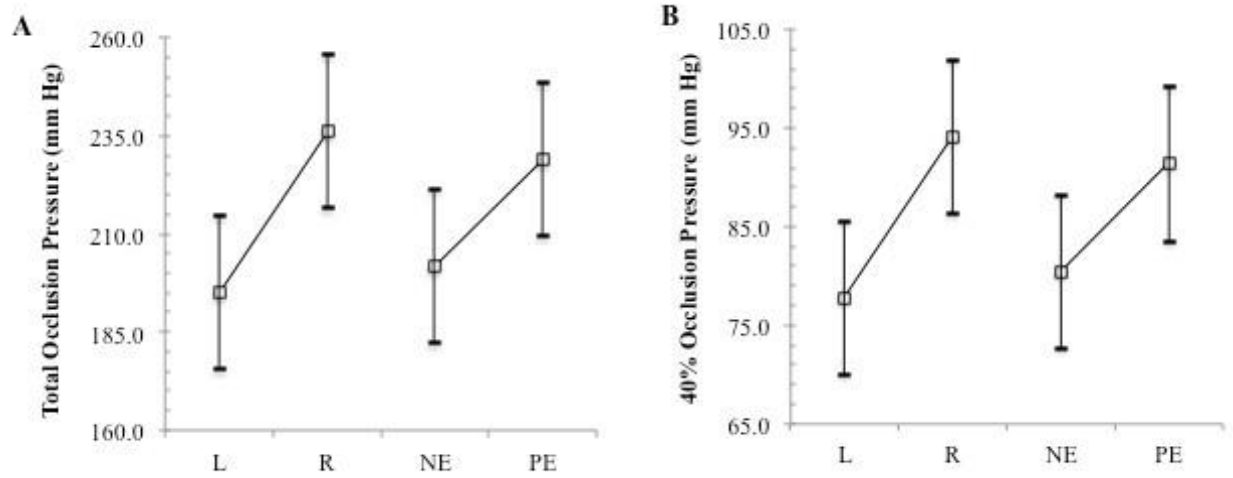 A
Total Occlusion Pressure (mm Hg)
260.0
235.0
210.0
185.0
160.0
L R NE PE
B
40% Occlusion Pressure (mm Hg)
105.0
95.0
85.0
75.0
65.0
L R NE PE